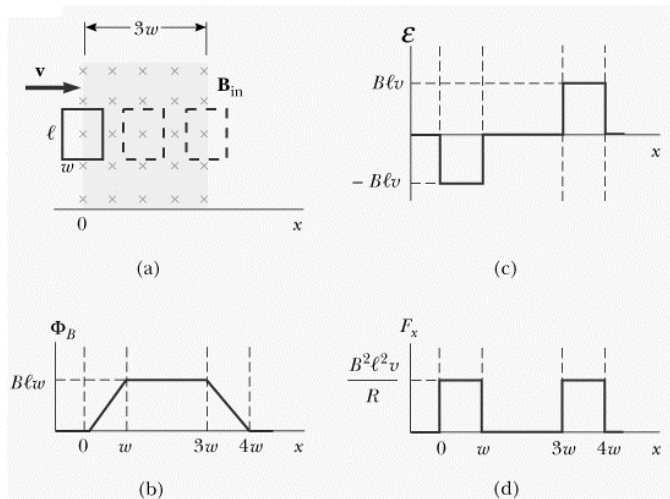 3w
v
B_in
ℓ
w
0
x
(a)
Φ_B
Bℓw
0
w
3w
4w
x
(b)
ℰ
Bℓv
x
− Bℓv
(c)
F_x
B²ℓ²v
R
0
w
3w
4w
x
(d)